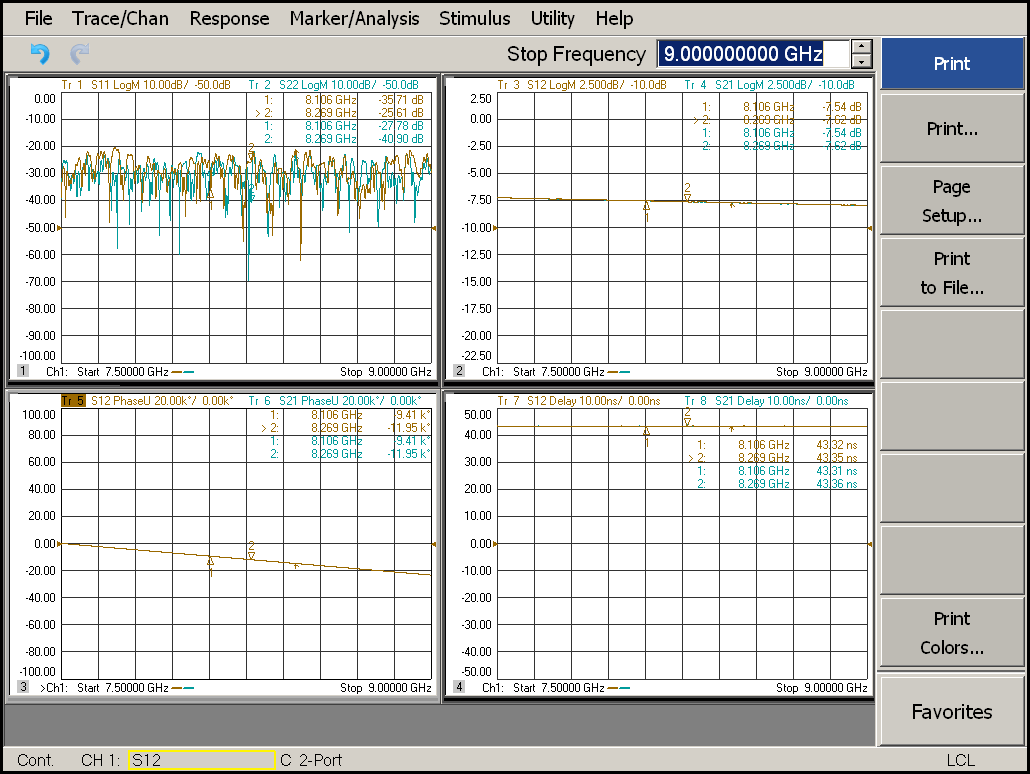 File Trace/Chan Response Marker/Analysis Stimulus Utility Help
Stop Frequency 9.000000000 GHz
Tr 1 S11 LogM 10.00dB/ -50.0dB Tr 2 S22 LogM 10.00dB/ -50.0dB
0.00
-10.00
-20.00
-30.00
-40.00
-50.00
-60.00
-70.00
-80.00
-90.00
-100.00
1: 8.106 GHz -35.71 dB
> 2: 8.269 GHz -25.61 dB
1: 8.106 GHz -27.78 dB
2: 8.269 GHz -40.90 dB
2
1 Ch1: Start 7.50000 GHz Stop 9.00000 GHz
Tr 3 S12 LogM 2.500dB/ -10.0dB Tr 4 S21 LogM 2.500dB/ -10.0dB
2.50
0.00
-2.50
-5.00
-7.50
-10.00
-12.50
-15.00
-17.50
-20.00
-22.50
1: 8.106 GHz -7.54 dB
> 2: 8.269 GHz -7.62 dB
1: 8.106 GHz -7.54 dB
2: 8.269 GHz -7.62 dB
2
1
2 Ch1: Start 7.50000 GHz Stop 9.00000 GHz
Tr 5 S12 PhaseU 20.00k°/ 0.00k° Tr 6 S21 PhaseU 20.00k°/ 0.00k°
100.00
80.00
60.00
40.00
20.00
0.00
-20.00
-40.00
-60.00
-80.00
-100.00
1: 8.106 GHz -9.41 k°
> 2: 8.269 GHz -11.95 k°
1: 8.106 GHz -9.41 k°
2: 8.269 GHz -11.95 k°
2
1
3 >Ch1: Start 7.50000 GHz Stop 9.00000 GHz
Tr 7 S12 Delay 10.00ns/ 0.00ns Tr 8 S21 Delay 10.00ns/ 0.00ns
50.00
40.00
30.00
20.00
10.00
0.00
-10.00
-20.00
-30.00
-40.00
-50.00
2
1
1: 8.106 GHz 43.32 ns
> 2: 8.269 GHz 43.35 ns
1: 8.106 GHz 43.31 ns
2: 8.269 GHz 43.36 ns
4 Ch1: Start 7.50000 GHz Stop 9.00000 GHz
Print
Print...
Page
Setup...
Print
to File...
Print
Colors...
Favorites
Cont. CH 1: S12 C 2-Port LCL